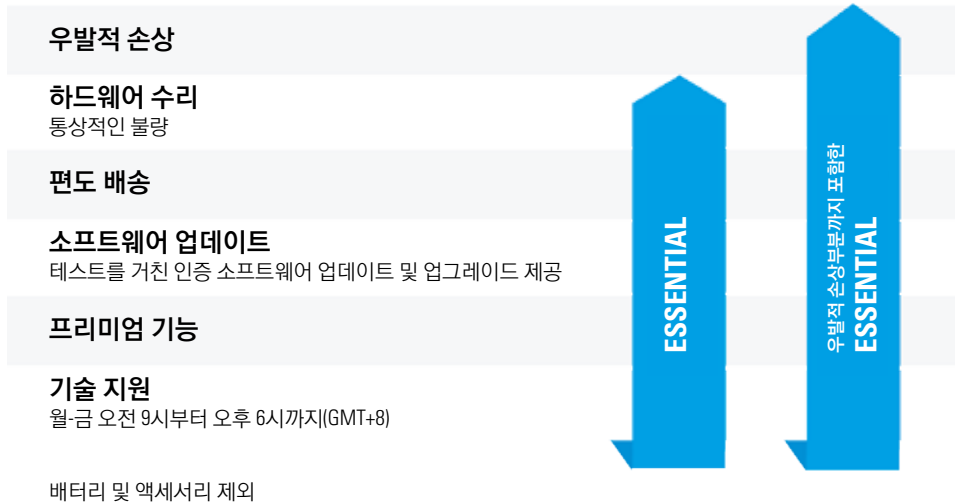 우발적 손상
하드웨어 수리
통상적인 불량
편도 배송
소프트웨어 업데이트
테스트를 거친 인증 소프트웨어 업데이트 및 업그레이드 제공
프리미엄 기능
기술 지원
월-금 오전 9시부터 오후 6시까지(GMT+8)
배터리 및 액세서리 제외
ESSENTIAL
우발적 손상부분까지 포함한
ESSENTIAL